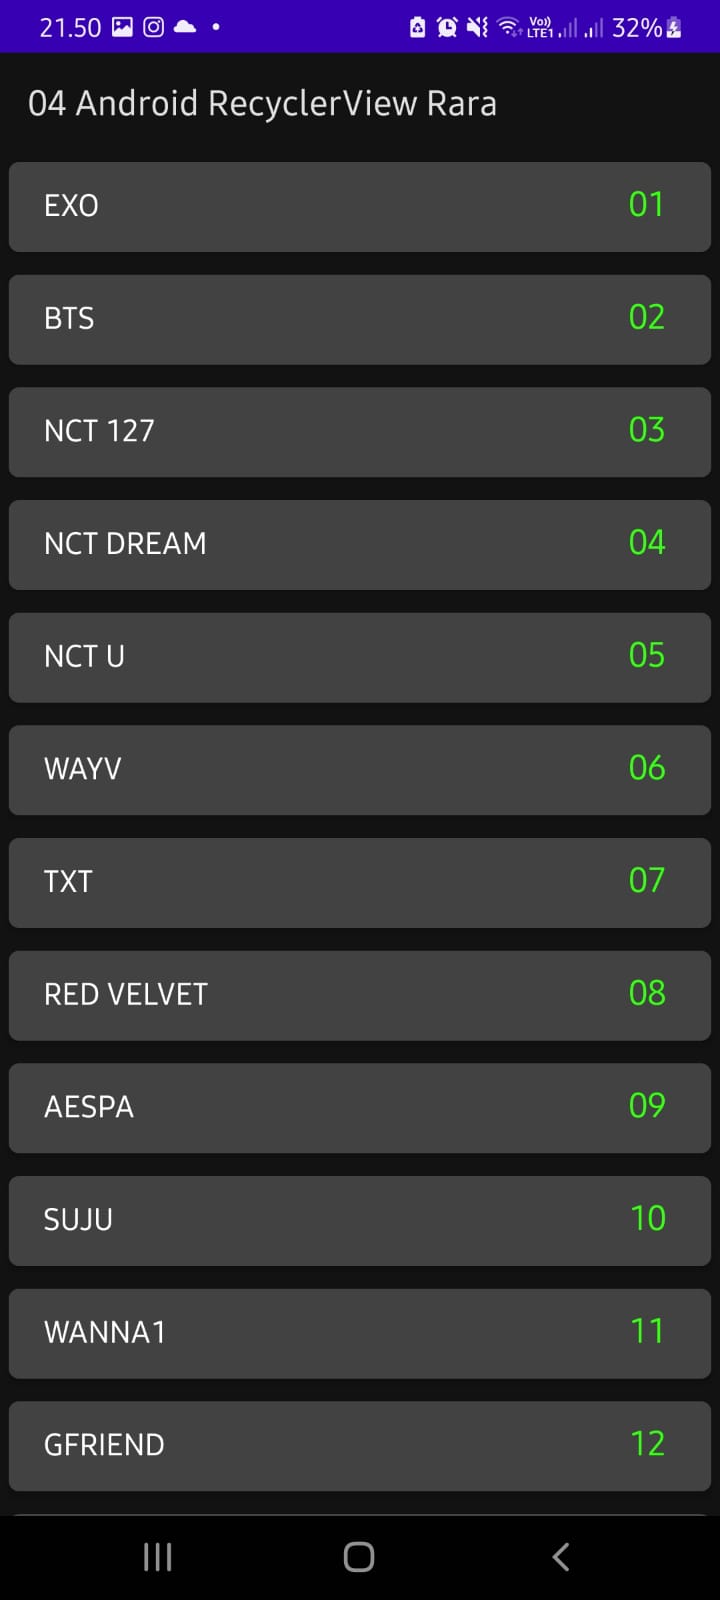 21.50
Vo))
LTE1
32%
04 Android RecyclerView Rara
EXO 01
BTS 02
NCT 127 03
NCT DREAM 04
NCT U 05
WAYV 06
TXT 07
RED VELVET 08
AESPA 09
SUJU 10
WANNA1 11
GFRIEND 12